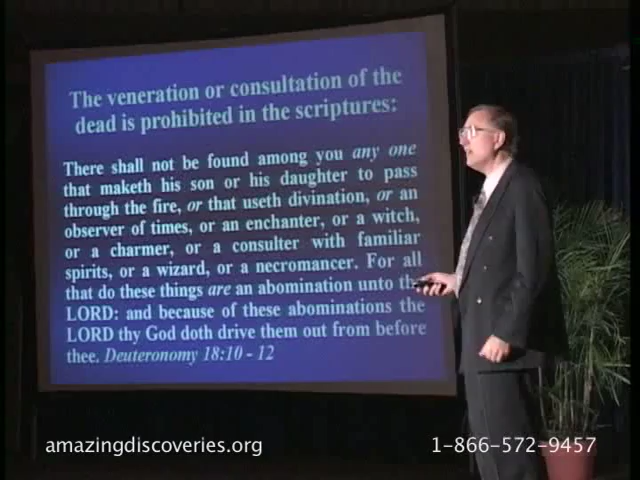 The veneration or consultation of the
dead is prohibited in the scriptures:
There shall not be found among you any one
that maketh his son or his daughter to pass
through the fire, or that useth divination, or an
observer of times, or an enchanter, or a witch,
or a charmer, or a consulter with familiar
spirits, or a wizard, or a necromancer. For all
that do these things are an abomination unto the
LORD: and because of these abominations the
LORD thy God doth drive them out from before
thee. Deuteronomy 18:10 - 12
amazingdiscoveries.org
1-866-572-9457